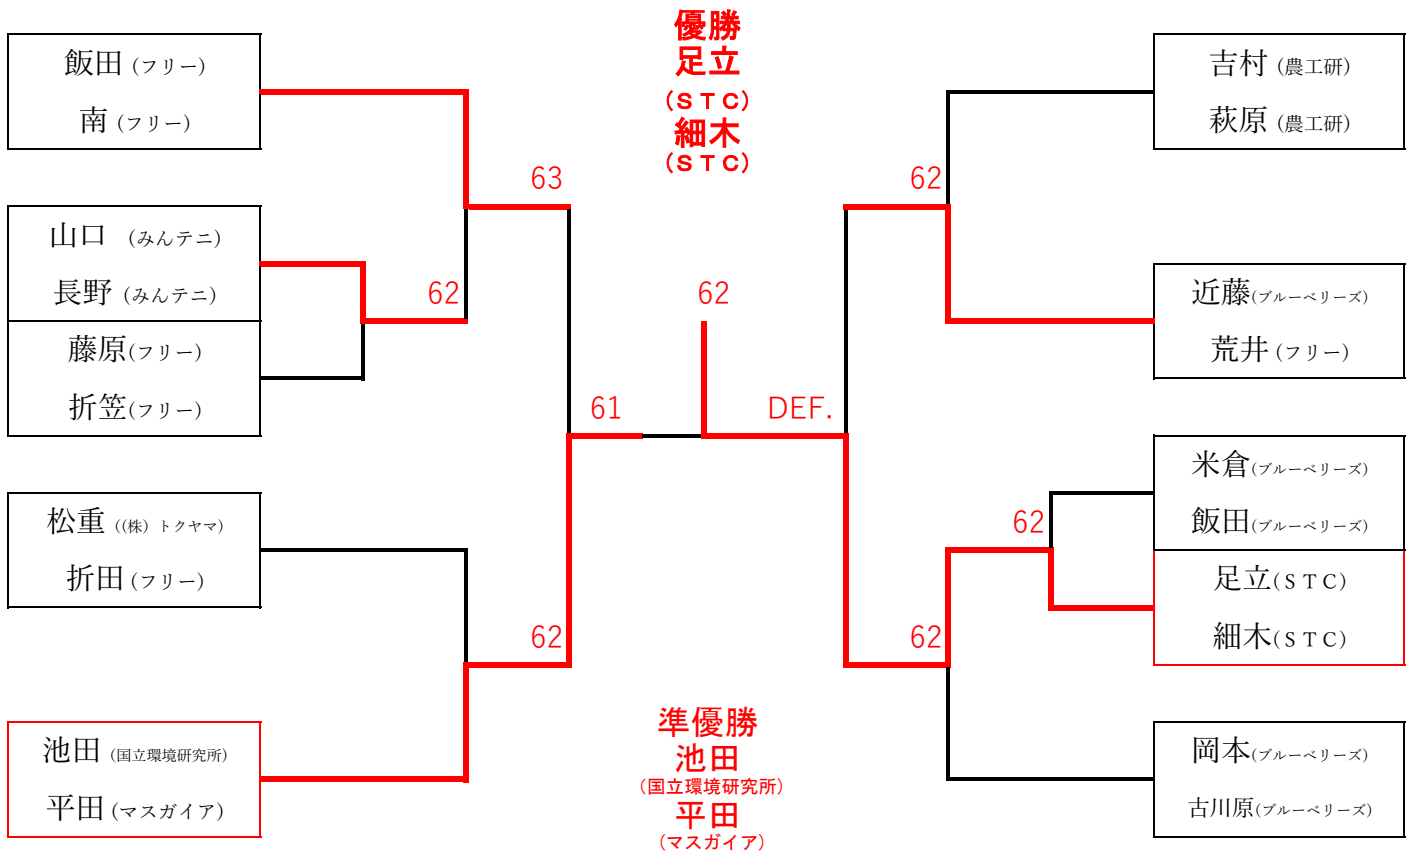 優勝
足立
(ＳＴＣ)
細木
(ＳＴＣ)
飯田 (フリー)
南 (フリー)
山口 (みんテニ)
長野 (みんテニ)
藤原(フリー)
折笠(フリー)
松重 ((株) トクヤマ)
折田 (フリー)
池田 (国立環境研究所)
平田 (マスガイア)
63
62
61
62
62
DEF.
62
62
62
吉村 (農工研)
萩原 (農工研)
近藤(ブルーベリーズ)
荒井 (フリー)
米倉(ブルーベリーズ)
飯田(ブルーベリーズ)
足立(ＳＴＣ)
細木(ＳＴＣ)
岡本(ブルーベリーズ)
古川原(ブルーベリーズ)
準優勝
池田
(国立環境研究所)
平田
(マスガイア)